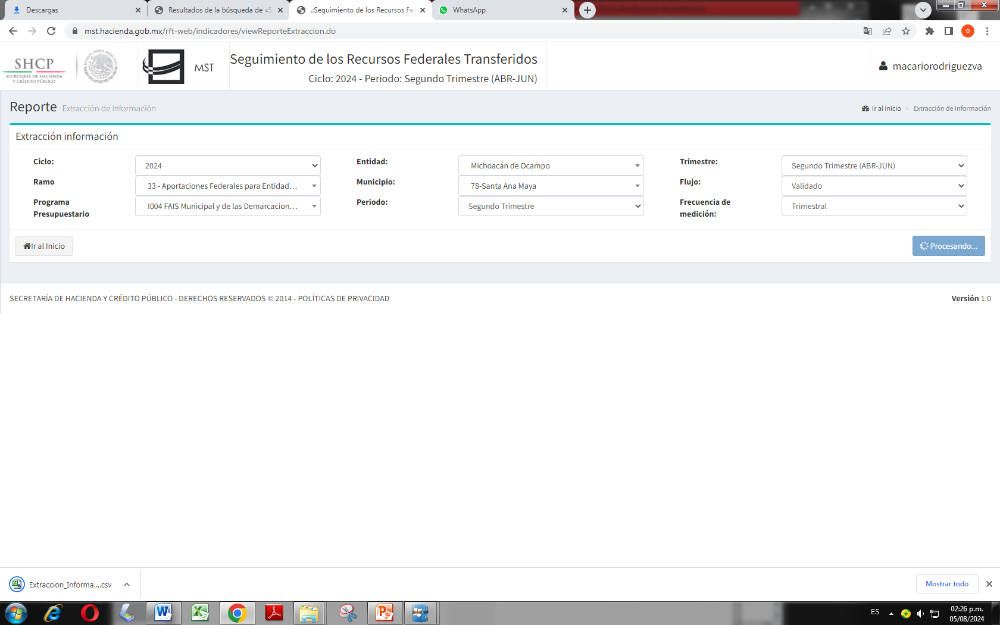 Descargas
Resultados de la búsqueda de «S
.:Seguimiento de los Recursos Fe
WhatsApp
mst.hacienda.gob.mx/rft-web/indicadores/viewReporteExtraccion.do
O
SHCP
SECRETARÍA DE HACIENDA
Y CRÉDITO PÚBLICO
ESTADOS UNIDOS MEXICANOS
MST
Seguimiento de los Recursos Federales Transferidos
Ciclo: 2024 - Periodo: Segundo Trimestre (ABR-JUN)
macariorodriguezva
Reporte Extracción de Información
Ir al Inicio > Extracción de Información
Extracción información
Ciclo: 2024 Entidad: Michoacán de Ocampo Trimestre: Segundo Trimestre (ABR-JUN)
Ramo 33 - Aportaciones Federales para Entidad... Municipio: 78-Santa Ana Maya Flujo: Validado
Programa Presupuestario I004 FAIS Municipal y de las Demarcacion... Periodo: Segundo Trimestre Frecuencia de medición: Trimestral
Ir al Inicio
Procesando...
SECRETARÍA DE HACIENDA Y CRÉDITO PÚBLICO - DERECHOS RESERVADOS © 2014 - POLÍTICAS DE PRIVACIDAD
Versión 1.0
Extraccion_Informa....csv
Mostrar todo
ES
02:26 p.m.
05/08/2024